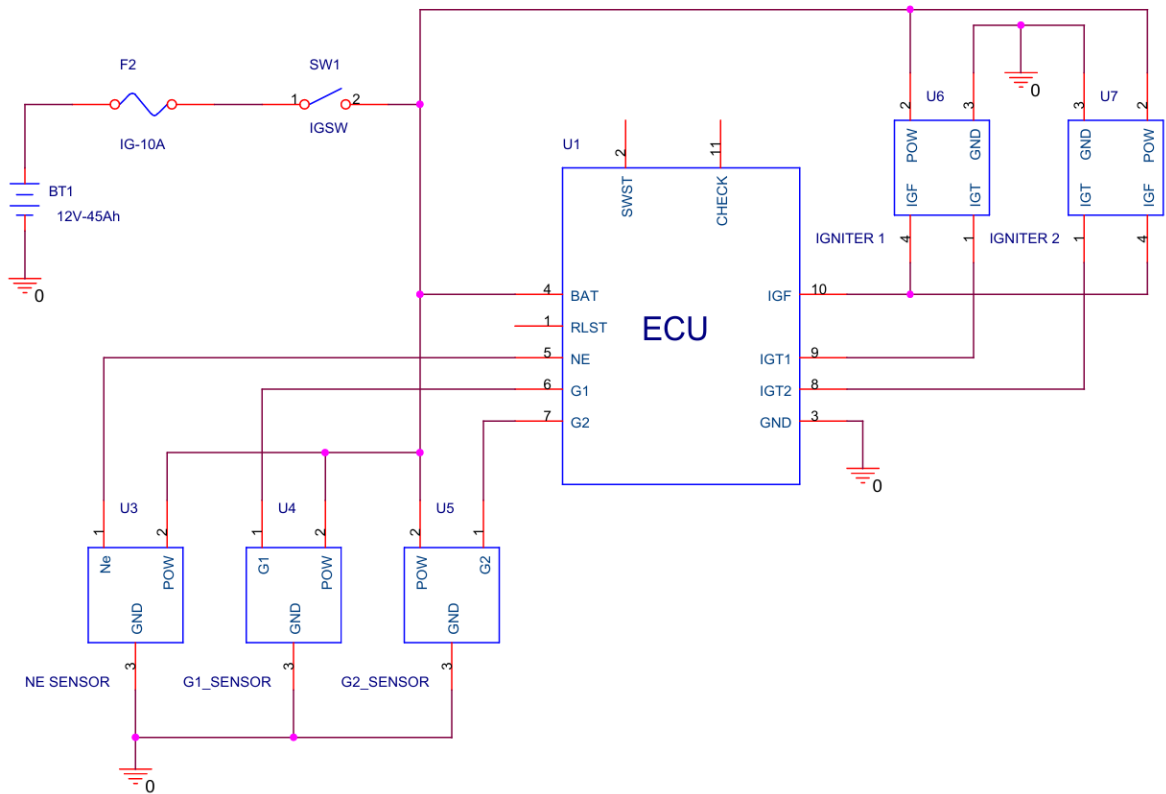 F2
SW1
1
2
IG-10A
IGSW
BT1
12V-45Ah
0
U6
U7
0
2
3
3
2
POW
GND
GND
POW
IGF
IGT
IGT
IGF
IGNITER 1
4
1
IGNITER 2
1
4
U1
2
11
SWST
CHECK
4
BAT
IGF
10
1
RLST
ECU
5
NE
IGT1
9
6
G1
IGT2
8
7
G2
GND
3
0
U3
U4
U5
1
2
1
2
2
1
Ne
POW
G1
POW
POW
G2
GND
GND
GND
3
3
3
NE SENSOR
G1_SENSOR
G2_SENSOR
0